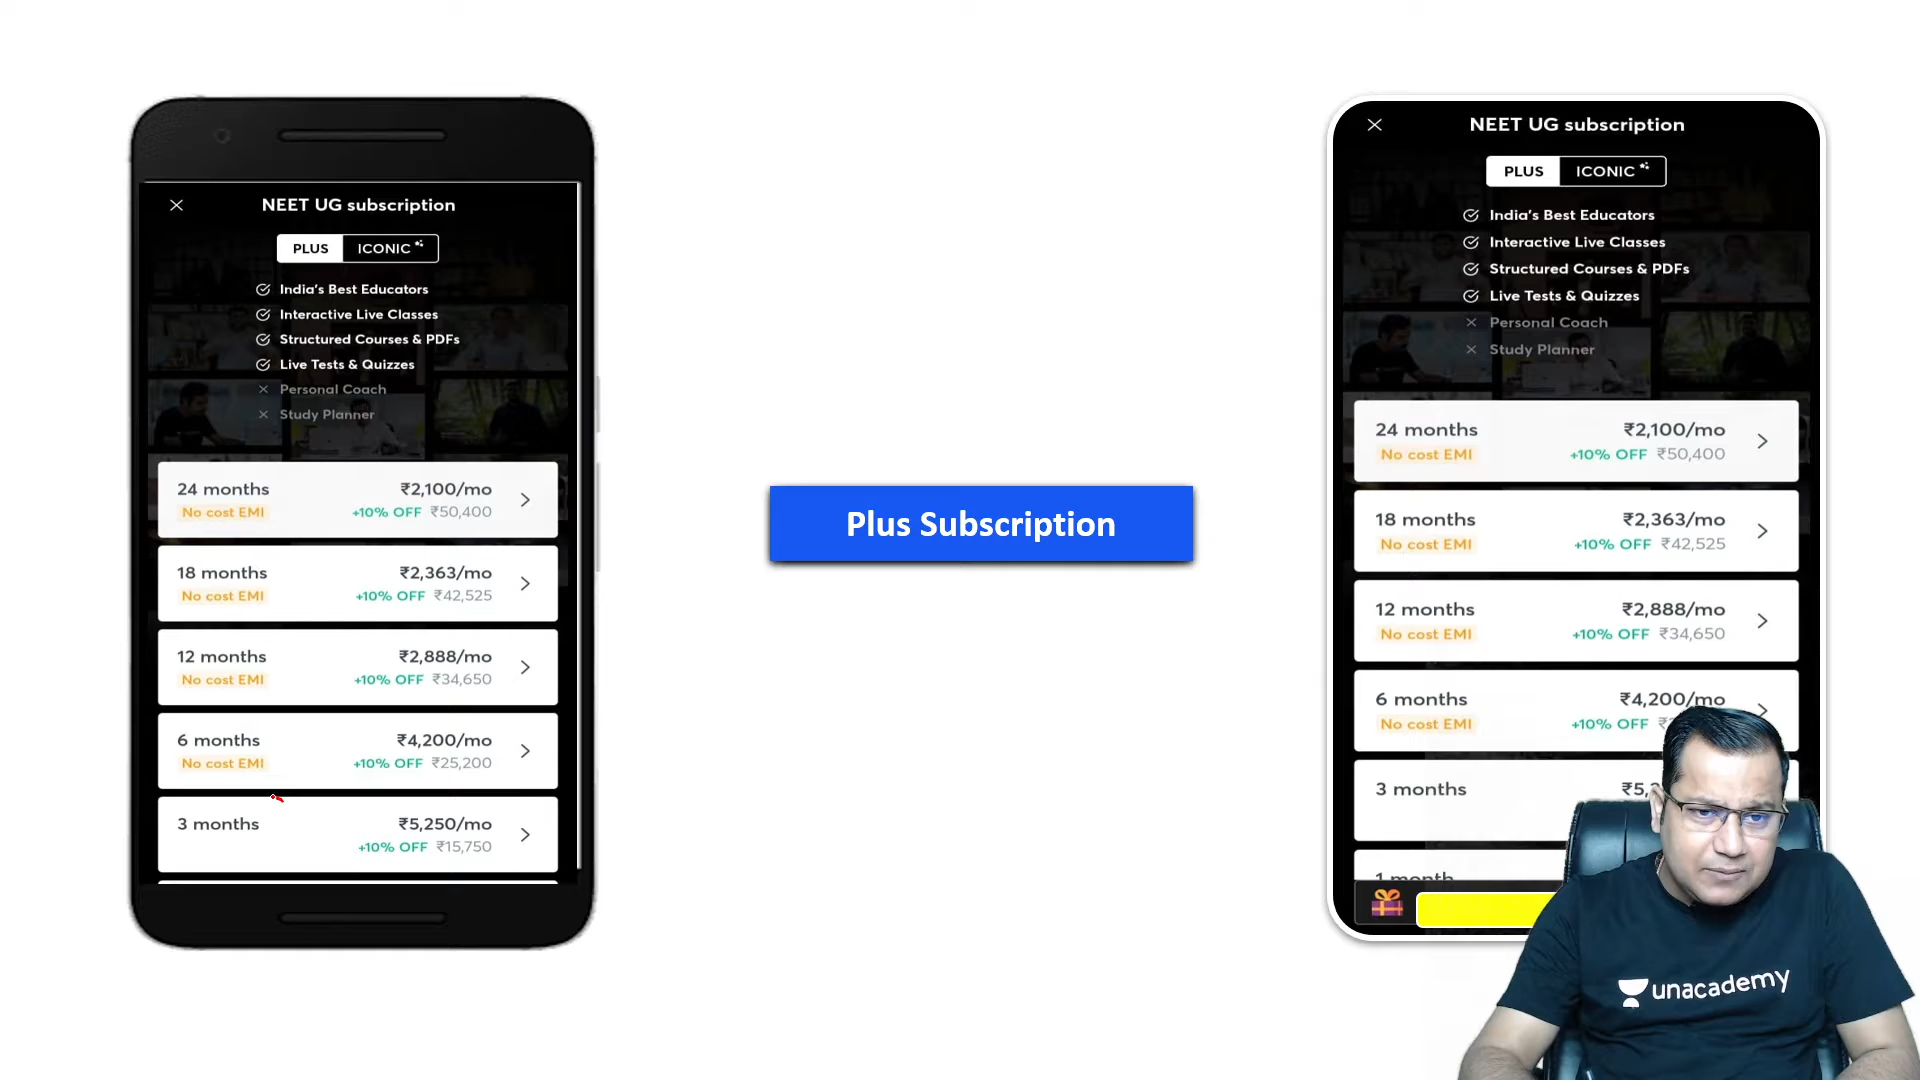 NEET UG subscription
PLUS ICONIC
India's Best Educators
Interactive Live Classes
Structured Courses & PDFs
Live Tests & Quizzes
Personal Coach
Study Planner
24 months ₹2,100/mo
No cost EMI +10% OFF ₹50,400
18 months ₹2,363/mo
No cost EMI +10% OFF ₹42,525
12 months ₹2,888/mo
No cost EMI +10% OFF ₹34,650
6 months ₹4,200/mo
No cost EMI +10% OFF ₹25,200
3 months ₹5,250/mo
+10% OFF ₹15,750
Plus Subscription
NEET UG subscription
PLUS ICONIC
India's Best Educators
Interactive Live Classes
Structured Courses & PDFs
Live Tests & Quizzes
Personal Coach
Study Planner
24 months ₹2,100/mo
No cost EMI +10% OFF ₹50,400
18 months ₹2,363/mo
No cost EMI +10% OFF ₹42,525
12 months ₹2,888/mo
No cost EMI +10% OFF ₹34,650
6 months ₹4,200/mo
No cost EMI +10% OFF
3 months
1 month
unacademy